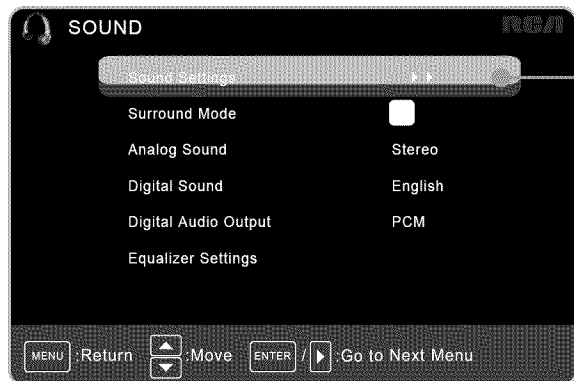 SOUND RCA
Sound Settings
Surround Mode
Analog Sound Stereo
Digital Sound English
Digital Audio Output PCM
Equalizer Settings
MENU :Return :Move ENTER / :Go to Next Menu